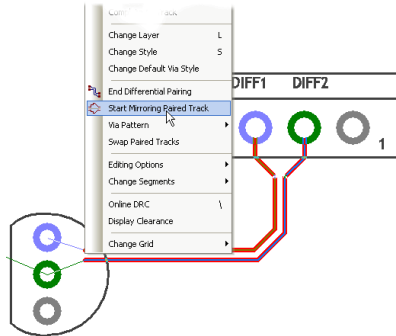 Change Layer L
Change Style S
Change Default Via Style
End Differential Pairing
Start Mirroring Paired Track
Via Pattern
Swap Paired Tracks
Editing Options
Change Segments
Online DRC \
Display Clearance
Change Grid
DIFF1 DIFF2
1